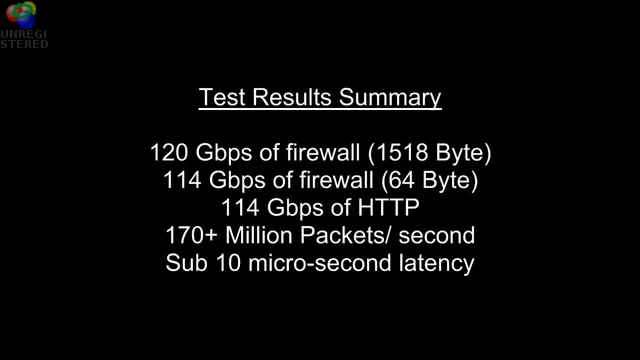 UNREGI
STERED
Test Results Summary
120 Gbps of firewall (1518 Byte)
114 Gbps of firewall (64 Byte)
114 Gbps of HTTP
170+ Million Packets/ second
Sub 10 micro-second latency